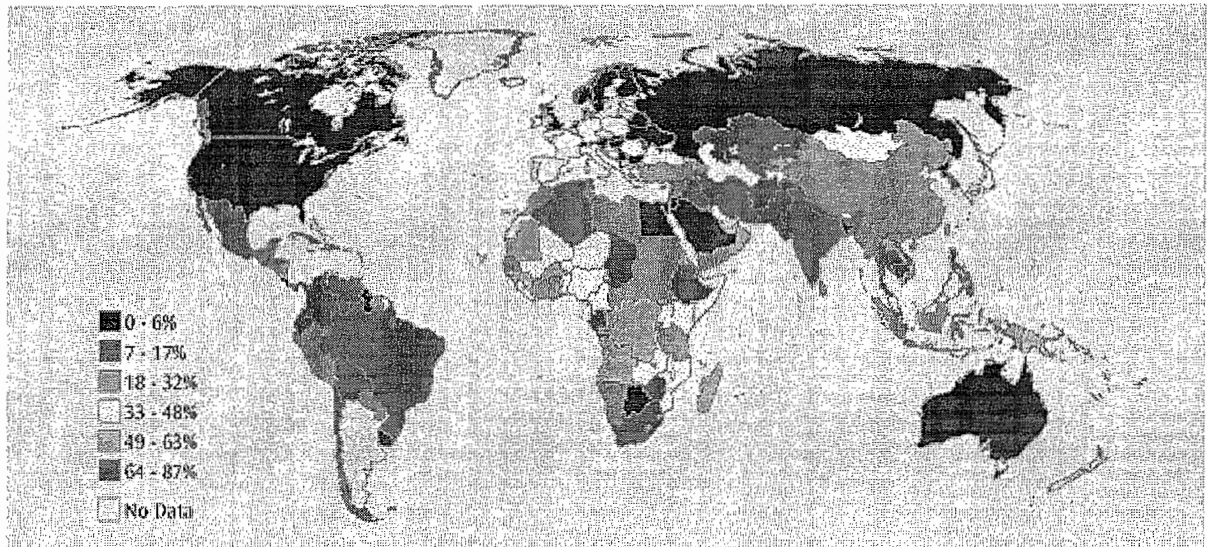 0 - 6%
7 - 17%
18 - 32%
33 - 48%
49 - 63%
64 - 87%
No Data